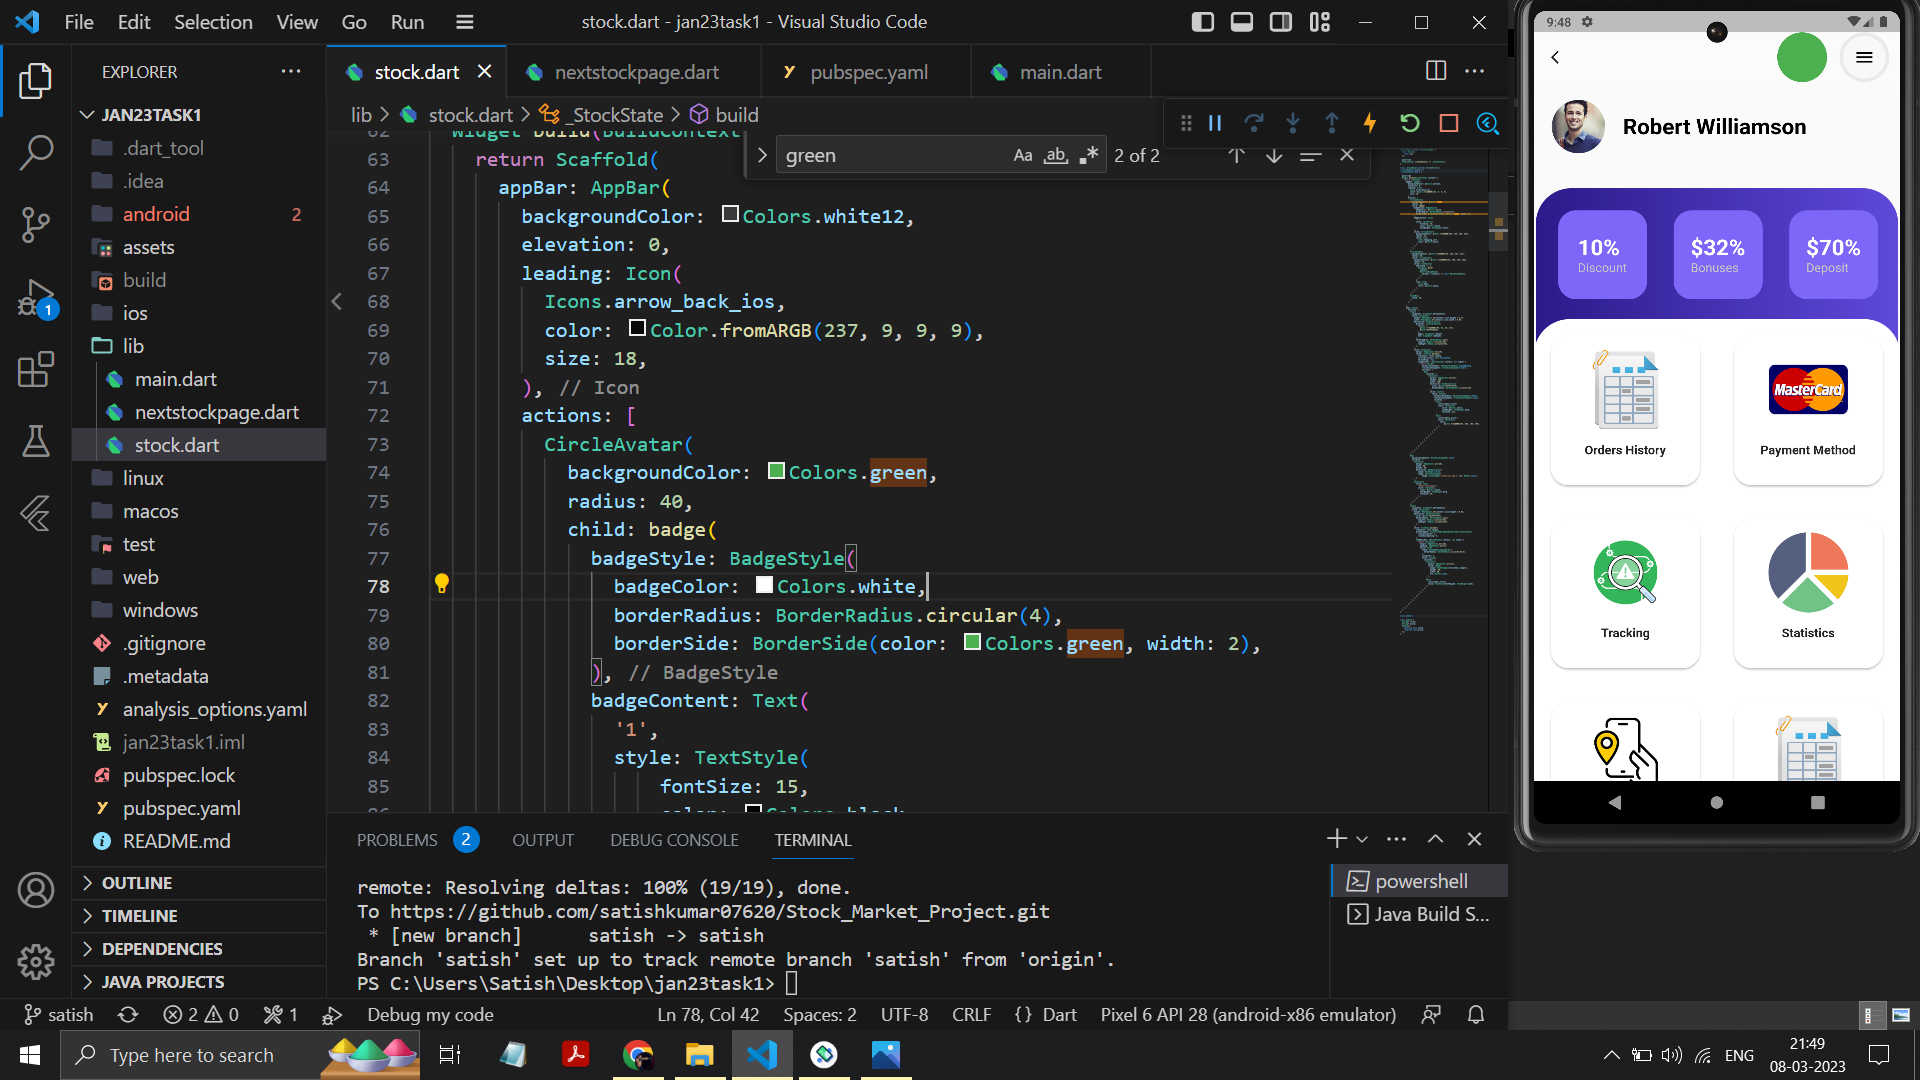 File Edit Selection View Go Run
stock.dart - jan23task1 - Visual Studio Code
EXPLORER
JAN23TASK1
.dart_tool
.idea
android 2
assets
build
ios
lib
main.dart
nextstockpage.dart
stock.dart
linux
macos
test
web
windows
.gitignore
.metadata
analysis_options.yaml
jan23task1.iml
pubspec.lock
pubspec.yaml
README.md
OUTLINE
TIMELINE
DEPENDENCIES
JAVA PROJECTS
1
stock.dart nextstockpage.dart pubspec.yaml main.dart
lib > stock.dart > _StockState > build
green Aa ab 2 of 2
63 return Scaffold(
64 appBar: AppBar(
65 backgroundColor: Colors.white12,
66 elevation: 0,
67 leading: Icon(
68 Icons.arrow_back_ios,
69 color: Color.fromARGB(237, 9, 9, 9),
70 size: 18,
71 ), // Icon
72 actions: [
73 CircleAvatar(
74 backgroundColor: Colors.green,
75 radius: 40,
76 child: badge(
77 badgeStyle: BadgeStyle(
78 badgeColor: Colors.white,
79 borderRadius: BorderRadius.circular(4),
80 borderSide: BorderSide(color: Colors.green, width: 2),
81 ), // BadgeStyle
82 badgeContent: Text(
83 '1',
84 style: TextStyle(
85 fontSize: 15,
PROBLEMS 2 OUTPUT DEBUG CONSOLE TERMINAL
remote: Resolving deltas: 100% (19/19), done.
To https://github.com/satishkumar07620/Stock_Market_Project.git
* [new branch] satish -> satish
Branch 'satish' set up to track remote branch 'satish' from 'origin'.
PS C:\Users\Satish\Desktop\jan23task1>
powershell
Java Build S...
satish 2 0 1 Debug my code Ln 78, Col 42 Spaces: 2 UTF-8 CRLF {} Dart Pixel 6 API 28 (android-x86 emulator)
9:48
Robert Williamson
10% $32% $70%
Discount Bonuses Deposit
MasterCard
Orders History Payment Method
Tracking Statistics
Type here to search
ENG
21:49
08-03-2023